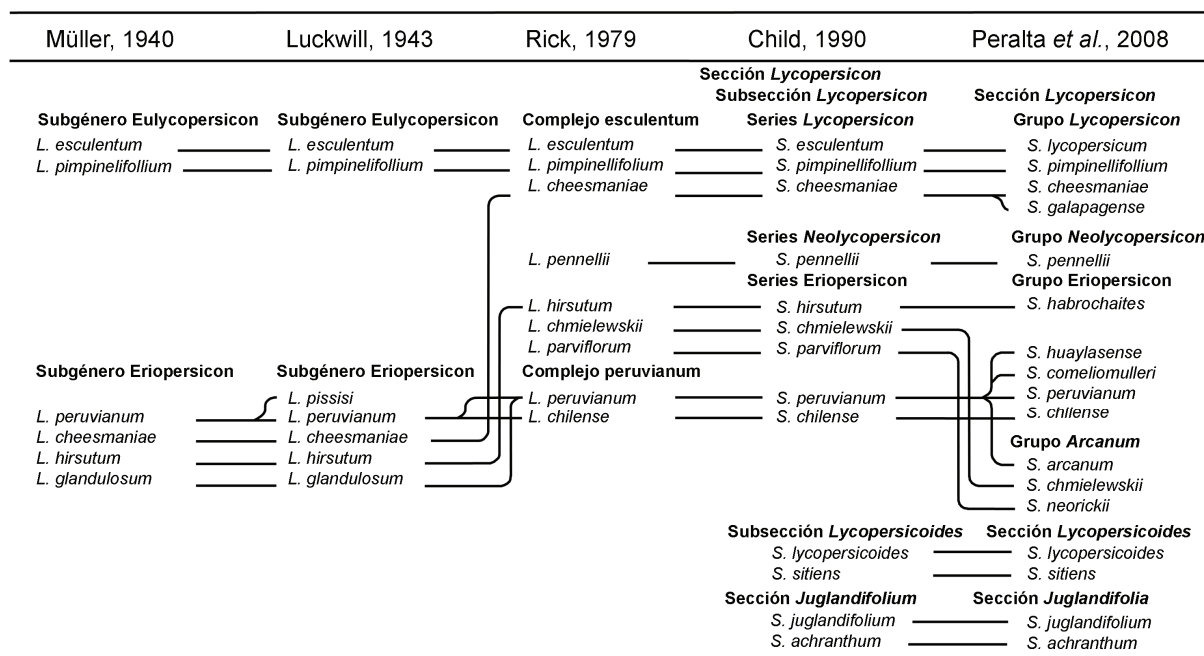 Müller, 1940 Luckwill, 1943 Rick, 1979 Child, 1990 Peralta et al., 2008
Sección Lycopersicon
Subsección Lycopersicon Sección Lycopersicon
Subgénero Eulycopersicon Subgénero Eulycopersicon Complejo esculentum Series Lycopersicon Grupo Lycopersicon
L. esculentum L. esculentum L. esculentum S. esculentum S. lycopersicum
L. pimpinelifollium L. pimpinelifollium L. pimpinellifolium S. pimpinellifollium S. pimpinellifollium
L. cheesmaniae S. cheesmaniae S. cheesmaniae
S. galapagense
Series Neolycopersicon Grupo Neolycopersicon
L. pennellii S. pennellii S. pennellii
Series Eriopersicon Grupo Eriopersicon
L. hirsutum S. hirsutum S. habrochaites
L. chmielewskii S. chmielewskii
L. parviflorum S. parviflorum S. huaylasense
Subgénero Eriopersicon Subgénero Eriopersicon Complejo peruvianum S. comeliomulleri
L. pissisi L. peruvianum S. peruvianum S. peruvianum
L. peruvianum L. peruvianum L. chilense S. chilense S. chilense
L. cheesmaniae L. cheesmaniae Grupo Arcanum
L. hirsutum L. hirsutum S. arcanum
L. glandulosum L. glandulosum S. chmielewskii
S. neorickii
Subsección Lycopersicoides Sección Lycopersicoides
S. lycopersicoides S. lycopersicoides
S. sitiens S. sitiens
Sección Juglandifolium Sección Juglandifolia
S. juglandifolium S. juglandifolium
S. achranthum S. achranthum